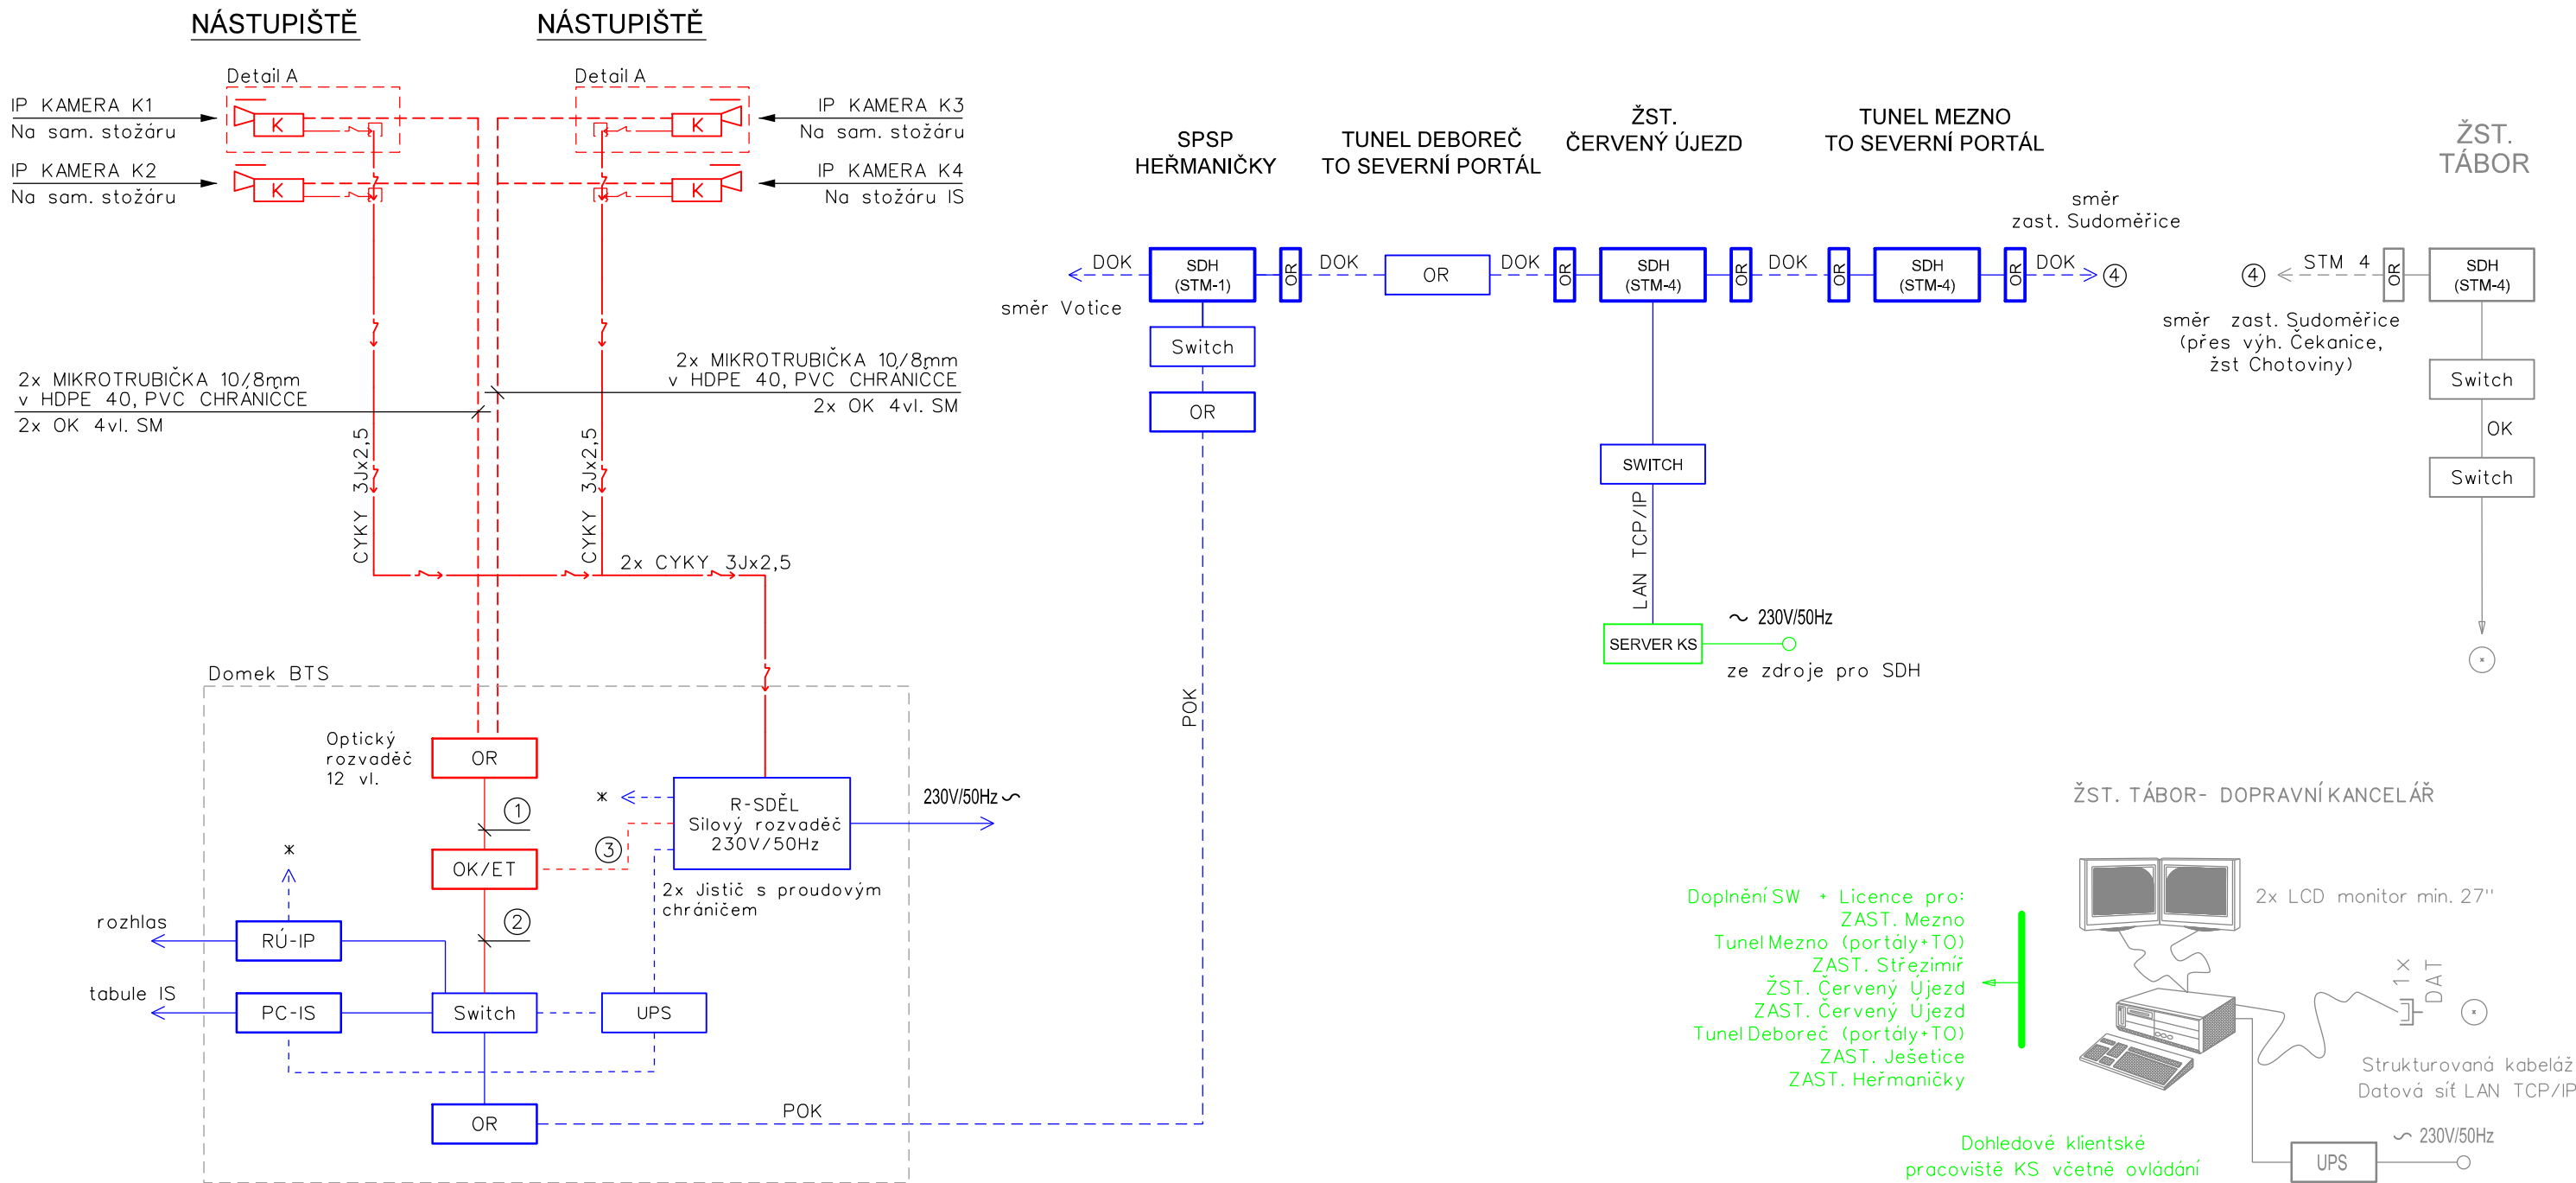 NÁSTUPIŠTĚ
NÁSTUPIŠTĚ
Detail A
Detail A
IP KAMERA K1
Na sam. stožáru
IP KAMERA K2
Na sam. stožáru
K
K
K
K
IP KAMERA K3
Na sam. stožáru
IP KAMERA K4
Na stožáru IS
2x MIKROTRUBIČKA 10/8mm
v HDPE 40, PVC CHRÁNIČCE
2x OK 4vl. SM
2x MIKROTRUBIČKA 10/8mm
v HDPE 40, PVC CHRÁNIČCE
2x OK 4vl. SM
CYKY 3Jx2,5
CYKY 3Jx2,5
2x CYKY 3Jx2,5
Domek BTS
Optický
rozvaděč
12 vl.
OR
1
OK/ET
2
3
*
R-SDĚL
Silový rozvaděč
230V/50Hz
230V/50Hz ~
2x Jistič s proudovým
chráničem
*
rozhlas
RÚ-IP
tabule IS
PC-IS
Switch
UPS
OR
POK
POK
SPSP
HEŘMANIČKY
TUNEL DEBOREČ
TO SEVERNÍ PORTÁL
ŽST.
ČERVENÝ ÚJEZD
TUNEL MEZNO
TO SEVERNÍ PORTÁL
ŽST.
TÁBOR
směr
zast. Sudoměřice
DOK
směr Votice
SDH
(STM-1)
OR
DOK
OR
DOK
OR
SDH
(STM-4)
OR
DOK
OR
SDH
(STM-4)
OR
DOK
4
4
STM 4
OR
SDH
(STM-4)
směr zast. Sudoměřice
(přes výh. Čekanice,
žst Chotoviny)
Switch
OR
SWITCH
LAN TCP/IP
SERVER KS
~ 230V/50Hz
ze zdroje pro SDH
Switch
OK
Switch
*
ŽST. TÁBOR- DOPRAVNÍ KANCELÁŘ
2x LCD monitor min. 27''
Doplnění SW + Licence pro:
ZAST. Mezno
Tunel Mezno (portály+TO)
ZAST. Střezimíř
ŽST. Červený Újezd
ZAST. Červený Újezd
Tunel Deboreč (portály+TO)
ZAST. Ješetice
ZAST. Heřmaničky
1x
DAT
*
Strukturovaná kabeláž
Datová síť LAN TCP/IP
Dohledové klientské
pracoviště KS včetně ovládání
UPS
~ 230V/50Hz